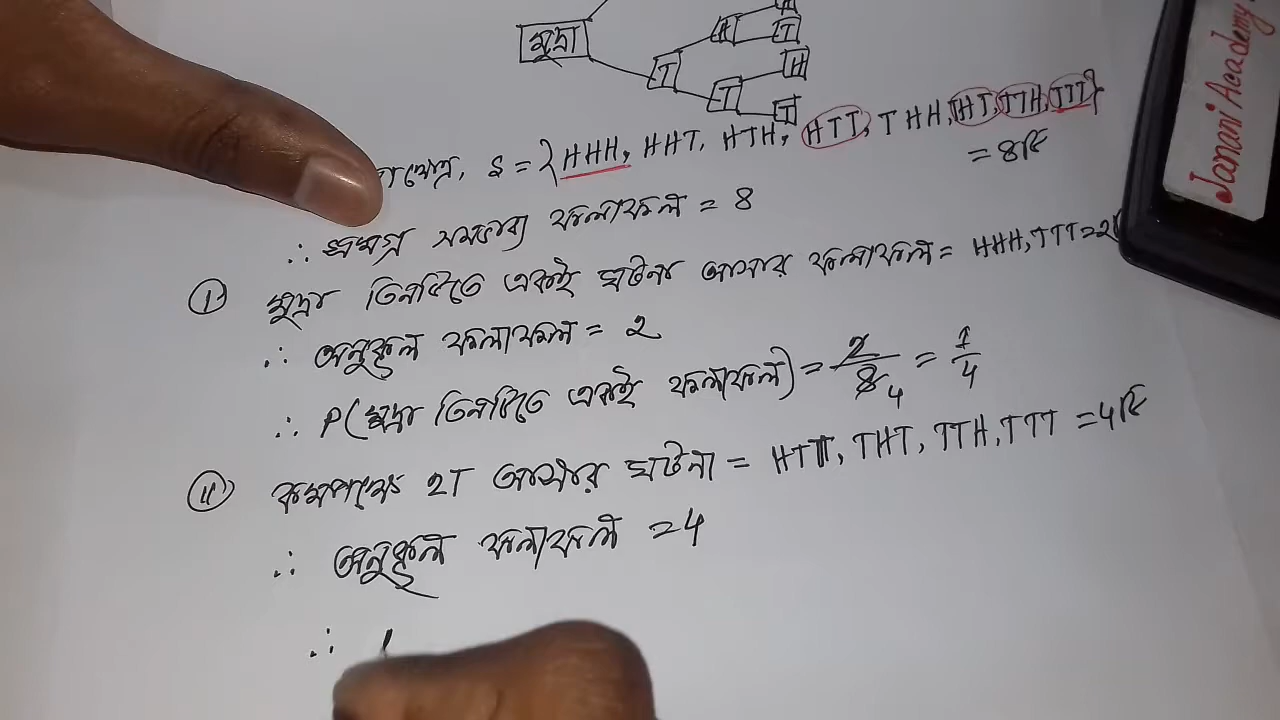 মুদ্রা
T H T H
T T
S = {HHH, HHT, HTH, HTT, THH, THT, TTH, TTT}
= 8টি
∴ সমগ্র সম্ভাব্য ফলাফল = 8
(i) মুদ্রা তিনটিতে একই ঘটনা আসার ফলাফল = HHH, TTT = 2
∴ অনুকূল ফলাফল = 2
∴ P(মুদ্রা তিনটিতে একই ফলাফল) = 2/8 4 = 1/4
(ii) কমপক্ষে 2T আসার ঘটনা = HTT, THT, TTH, TTT = 4টি
∴ অনুকূল ফলাফল = 4
∴
Janani Academy